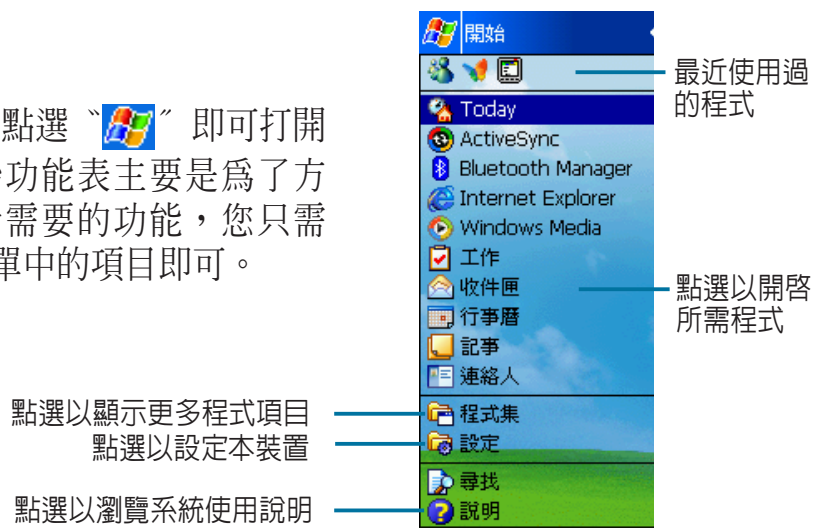 點選〝 〞即可打開
功能表主要是爲了方
需要的功能，您只需
單中的項目即可。
開始
最近使用過
的程式
Today
ActiveSync
Bluetooth Manager
Internet Explorer
Windows Media
工作
收件匣
行事曆
記事
連絡人
點選以開啓
所需程式
程式集
點選以顯示更多程式項目
設定
點選以設定本裝置
尋找
說明
點選以瀏覽系統使用說明